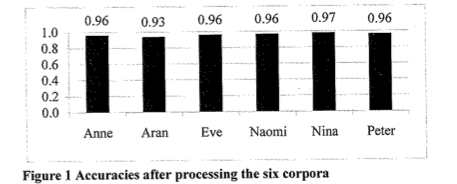 0.96 0.93 0.96 0.96 0.97 0.96
1.0
0.8
0.6
0.4
0.2
0.0
Anne Aran Eve Naomi Nina Peter
Figure 1 Accuracies after processing the six corpora